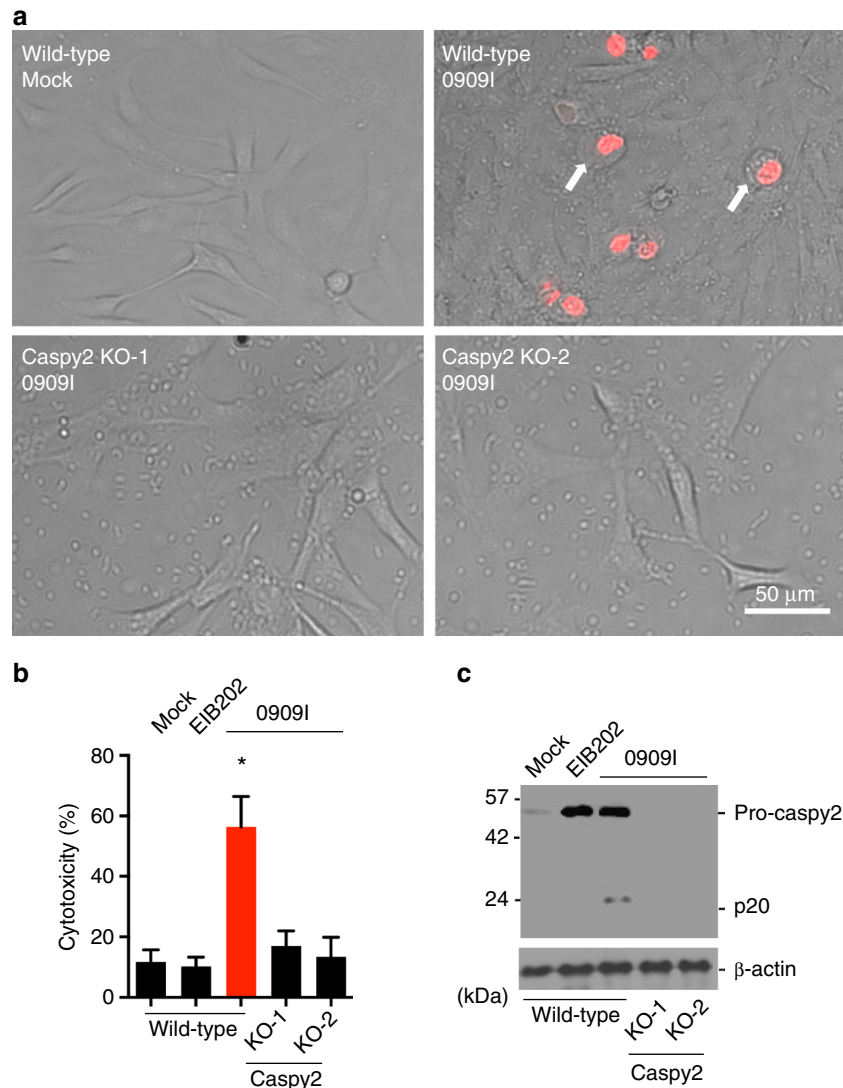 a
Wild-type
Mock
Wild-type
0909I
Caspy2 KO-1
0909I
Caspy2 KO-2
0909I
50 μm
b
Mock
EIB202
0909I
80
60
40
20
0
Cytotoxicity (%)
*
Wild-type
KO-1
KO-2
Caspy2
c
Mock
EIB202
0909I
57
42
24
Pro-caspy2
p20
β-actin
(kDa)
Wild-type
KO-1
KO-2
Caspy2